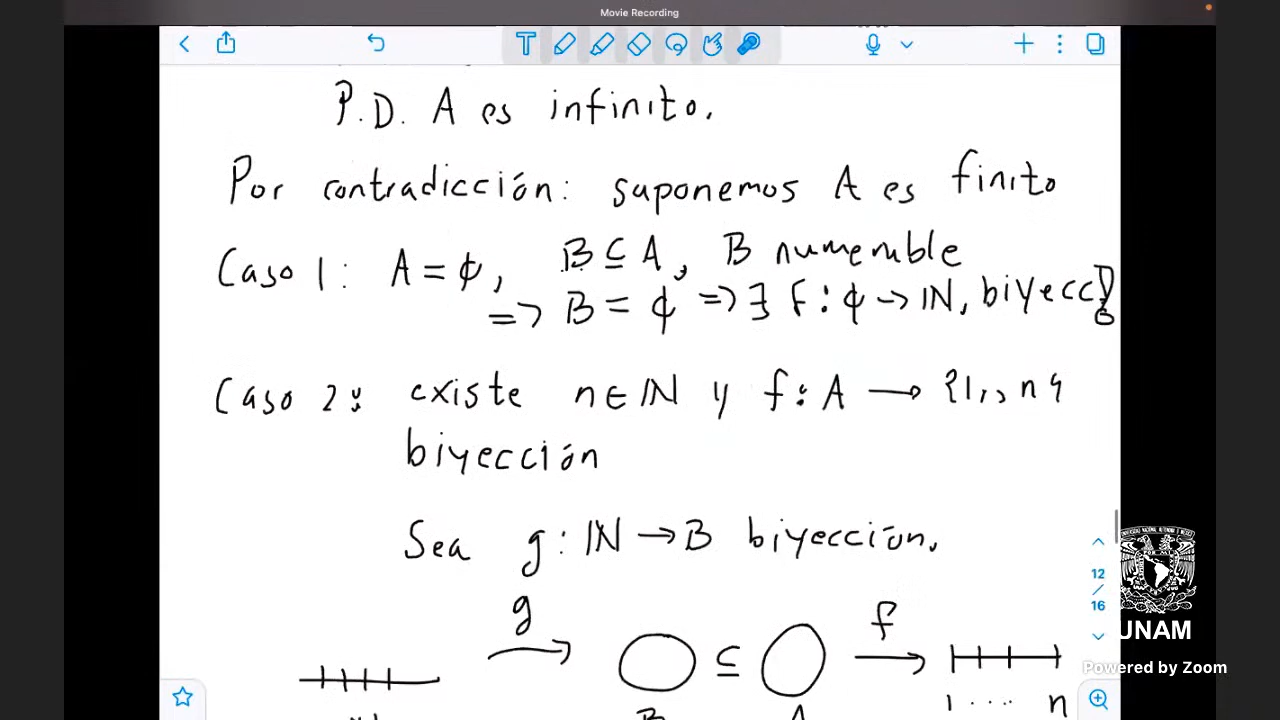 Movie Recording
P.D. A es infinito.
Por contradicción: suponemos A es finito
Caso 1: A = ϕ, B ⊆ A, B numerable
=> B = ϕ => ∃ f: ϕ → ℕ, biyecc
Caso 2: existe n ∈ ℕ y f: A → {1,., n}
biyección
Sea g: ℕ → B biyección.
g
⊆
f
1 .... n
B A
12
/
16
UNAM
Powered by Zoom